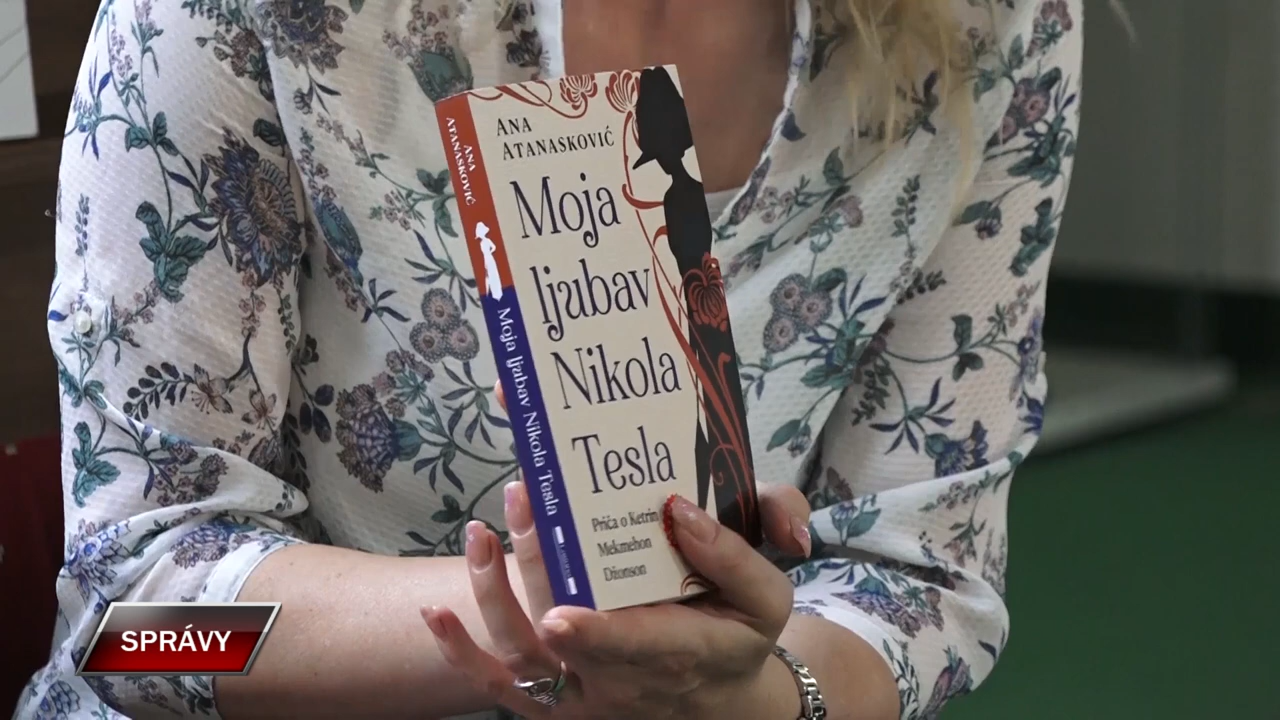 ANA
ATANASKOVIĆ
Moja
ljubav
Nikola
Tesla
Priča o Ketrin
Mekmehon
Džonson
ANA
ATANASKOVIĆ
Moja ljubav Nikola Tesla
SPRÁVY